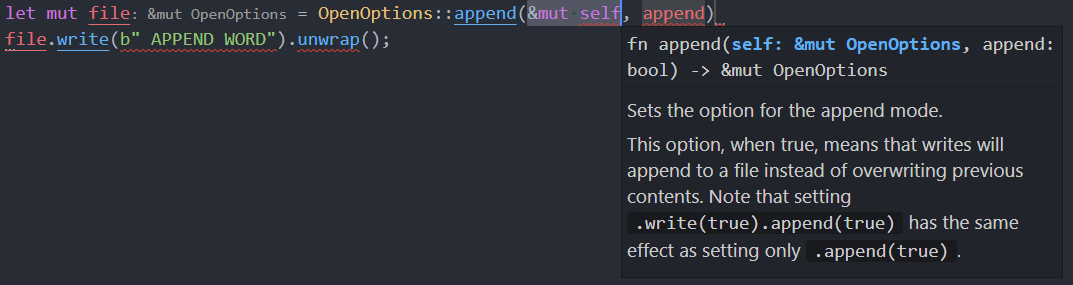 let mut file: &mut OpenOptions = OpenOptions::append(&mut self, append)
file.write(b" APPEND WORD").unwrap();
fn append(self: &mut OpenOptions, append:
bool) -> &mut OpenOptions
Sets the option for the append mode.
This option, when true, means that writes will
append to a file instead of overwriting previous
contents. Note that setting
.write(true).append(true) has the same
effect as setting only .append(true).